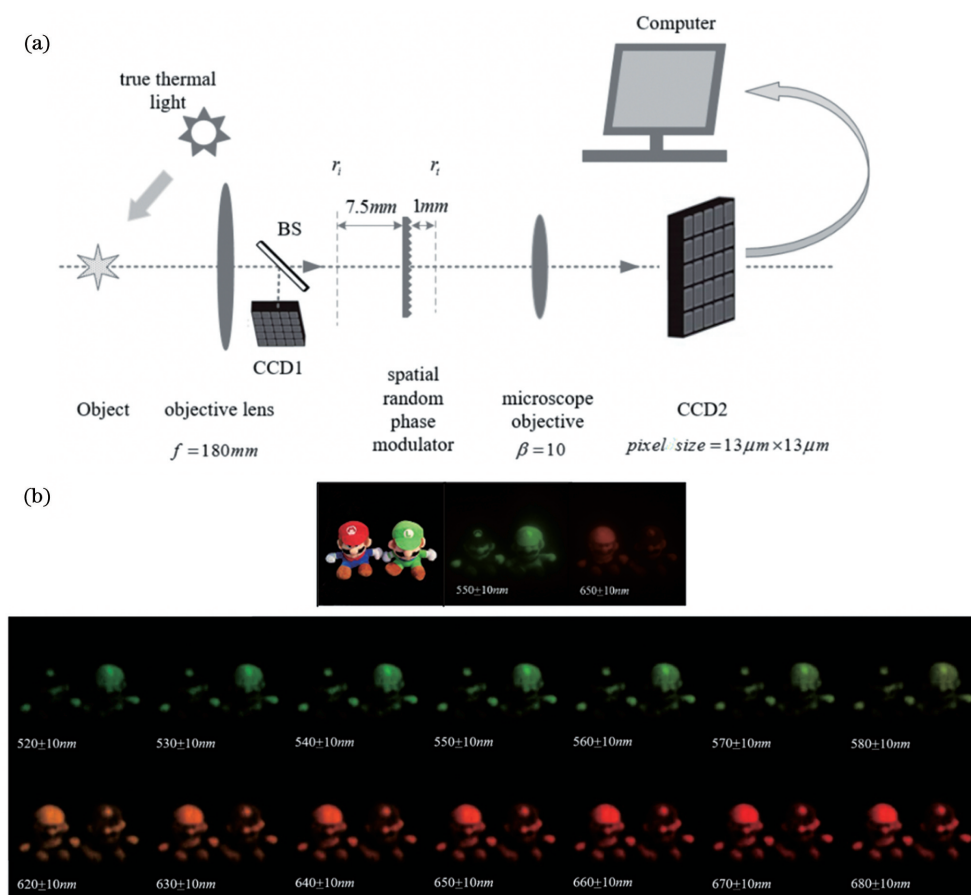 (a)
Computer
true thermal
light
r_i
r_t
7.5mm
1mm
BS
CCD1
Object
objective lens
f = 180mm
spatial
random
phase
modulator
microscope
objective
β = 10
CCD2
pixel size = 13μm×13μm
(b)
M
L
550±10nm
650±10nm
520±10nm
530±10nm
540±10nm
550±10nm
560±10nm
570±10nm
580±10nm
620±10nm
630±10nm
640±10nm
650±10nm
660±10nm
670±10nm
680±10nm